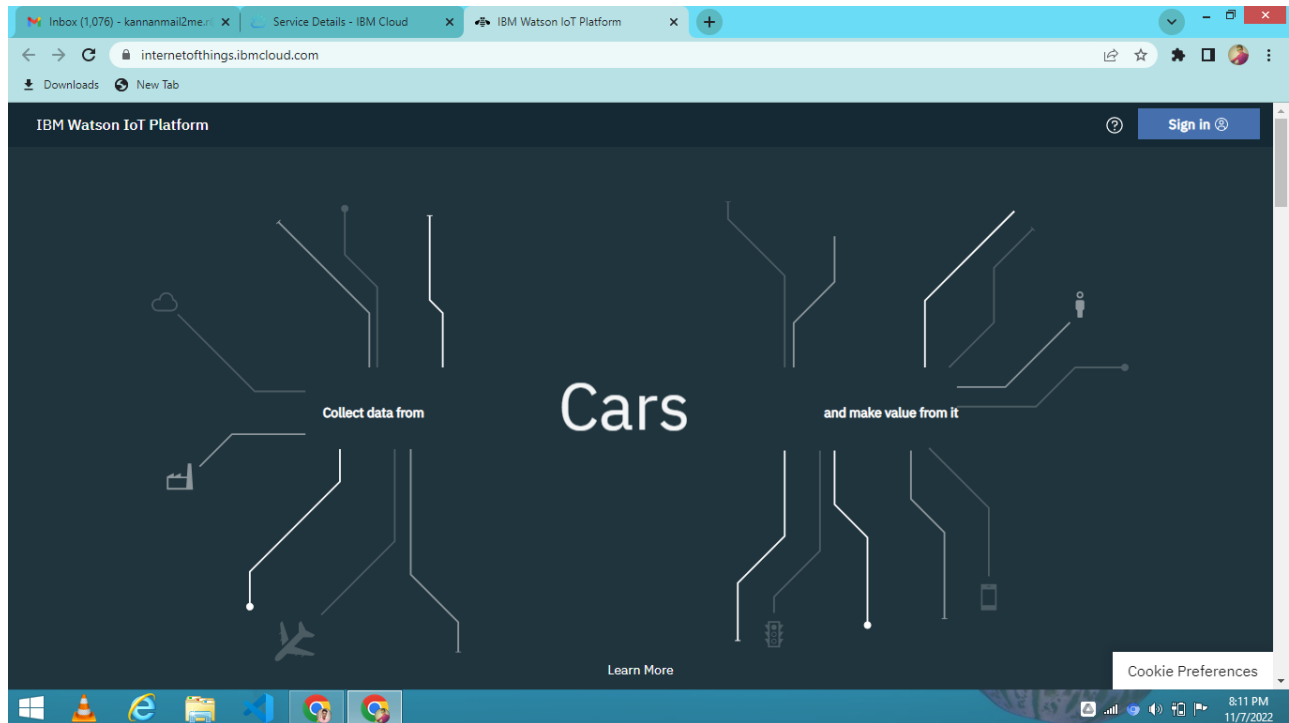 Inbox (1,076) - kannanmail2me.r
Service Details - IBM Cloud
IBM Watson IoT Platform
internetofthings.ibmcloud.com
Downloads
New Tab
IBM Watson IoT Platform
Sign in
Collect data from
Cars
and make value from it
Learn More
Cookie Preferences
8:11 PM
11/7/2022